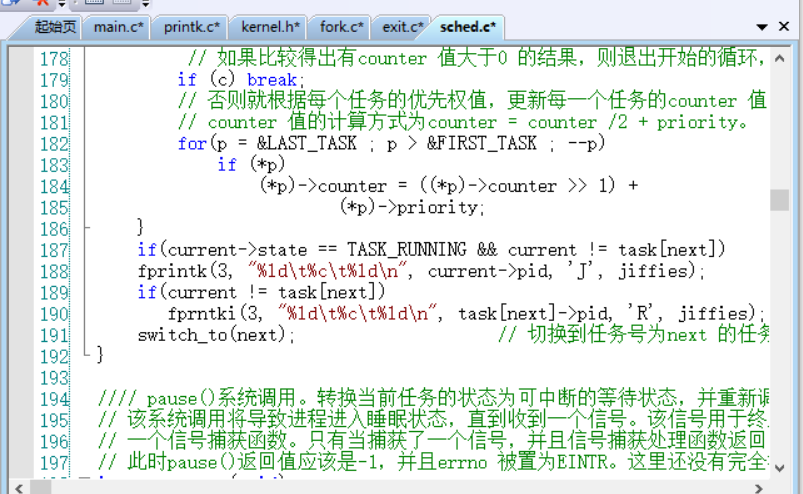 起始页 main.c* printk.c* kernel.h* fork.c* exit.c* sched.c*
178 // 如果比较得出有counter 值大于0 的结果，则退出开始的循环，
179 if (c) break;
180 // 否则就根据每个任务的优先权值，更新每一个任务的counter 值
181 // counter 值的计算方式为counter = counter /2 + priority。
182 for(p = &LAST_TASK ; p > &FIRST_TASK ; --p)
183 if (*p)
184 (*p)->counter = ((*p)->counter >> 1) +
185 (*p)->priority;
186 }
187 if(current->state == TASK_RUNNING && current != task[next])
188 fprintk(3, "%ld\t%c\t%ld\n", current->pid, 'J', jiffies);
189 if(current != task[next])
190 fprntki(3, "%ld\t%c\t%ld\n", task[next]->pid, 'R', jiffies);
191 switch_to(next); // 切换到任务号为next 的任务
192 }
193
194 //// pause()系统调用。转换当前任务的状态为可中断的等待状态，并重新调
195 // 该系统调用将导致进程进入睡眠状态，直到收到一个信号。该信号用于终
196 // 一个信号捕获函数。只有当捕获了一个信号，并且信号捕获处理函数返回
197 // 此时pause()返回值应该是-1，并且errno 被置为EINTR。这里还没有完全